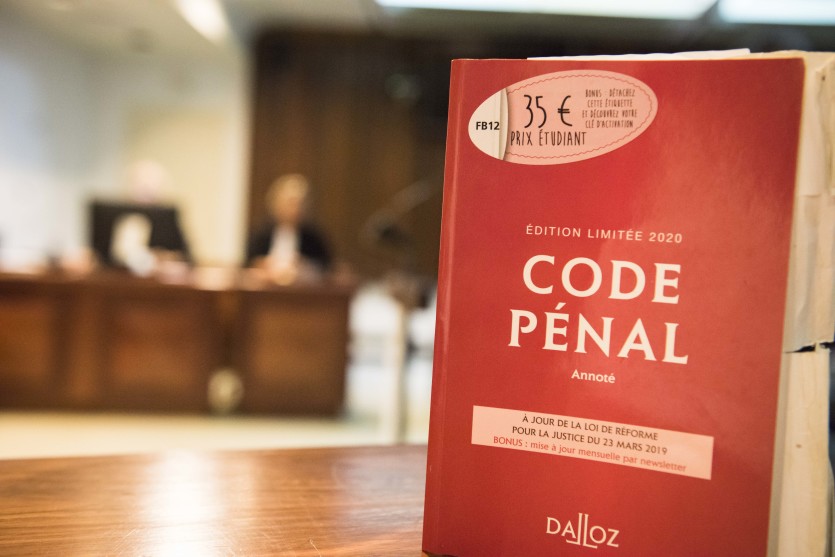 FB12
35 €
PRIX ÉTUDIANT
BONUS : DÉTACHEZ
CETTE ÉTIQUETTE
ET DÉCOUVREZ VOTRE
CLÉ D'ACTIVATION
ÉDITION LIMITÉE 2020
CODE
PÉNAL
Annoté
À JOUR DE LA LOI DE RÉFORME
POUR LA JUSTICE DU 23 MARS 2019
BONUS : mise à jour mensuelle par newsletter
DALLOZ